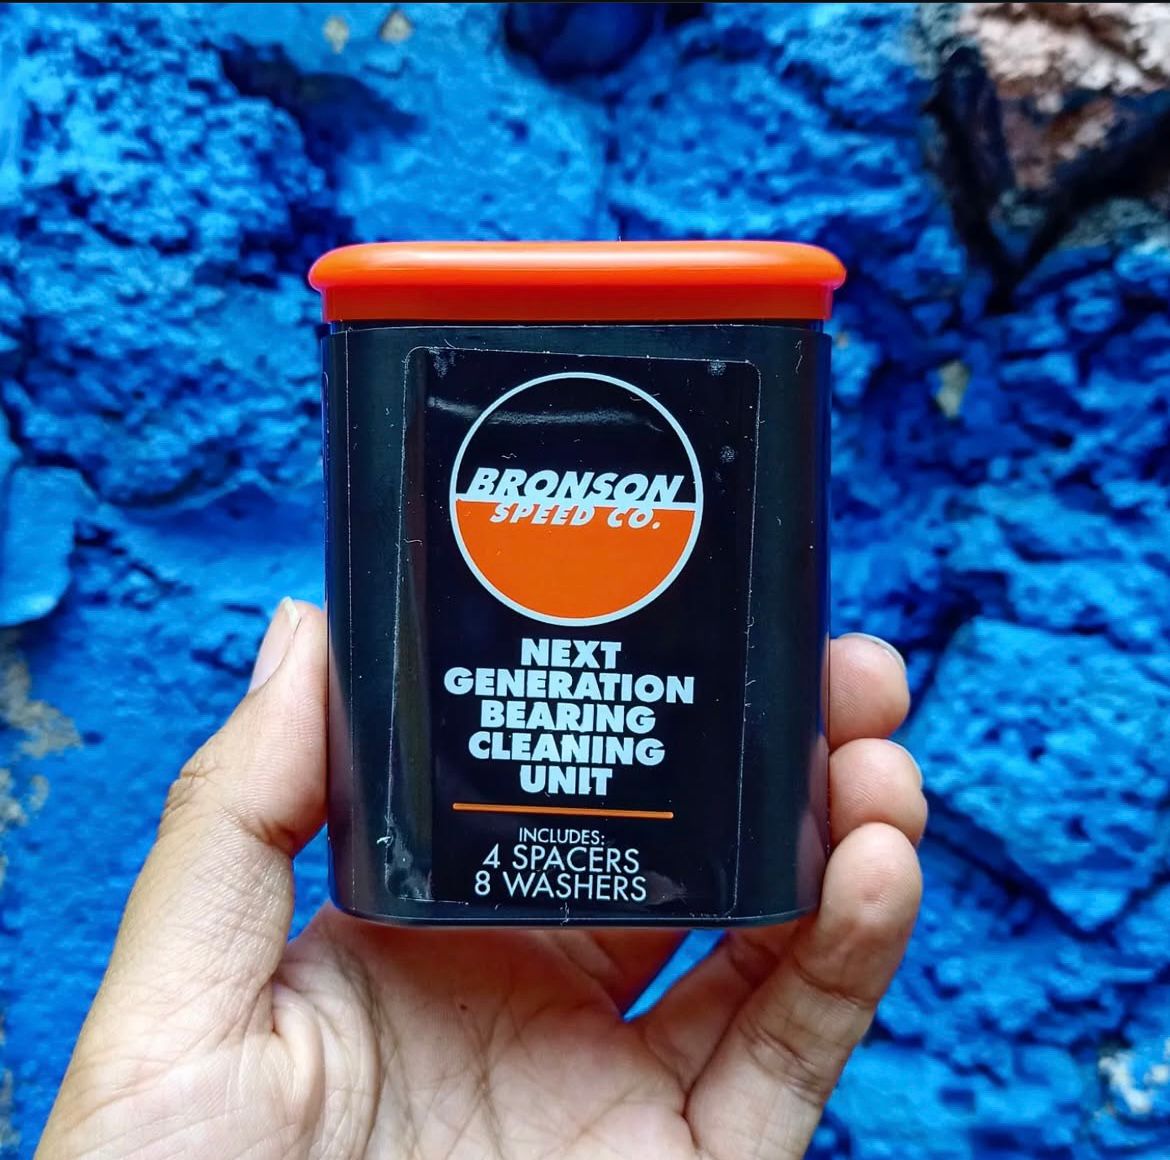 BRONSON
SPEED CO.
NEXT
GENERATION
BEARING
CLEANING
UNIT
INCLUDES:
4 SPACERS
8 WASHERS